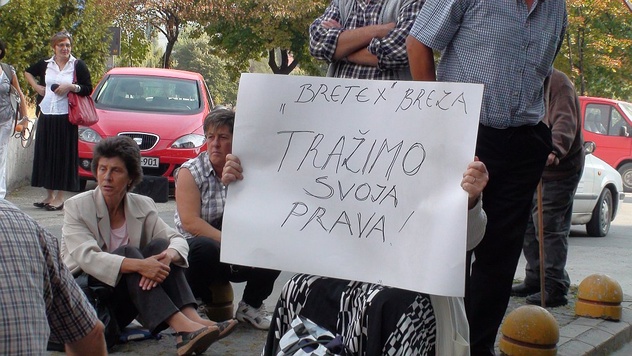 „BRETEX" BREZA
TRAŽIMO
SVOJA
PRAVA!